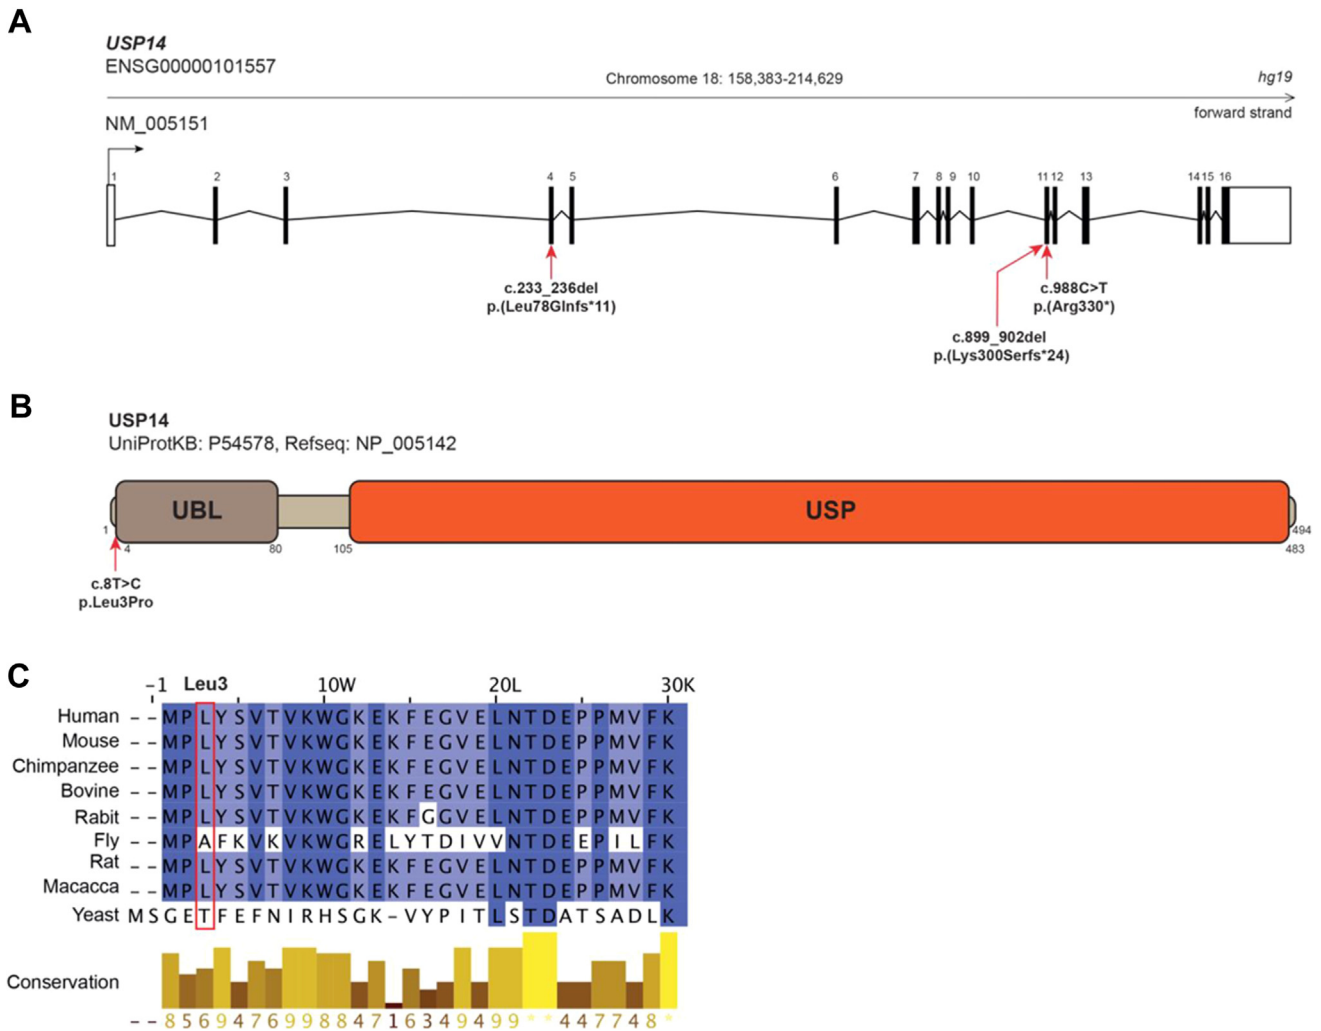 A
USP14
ENSG00000101557
Chromosome 18: 158,383-214,629
hg19
forward strand
NM_005151
1 2 3 4 5 6 7 8 9 10 11 12 13 14 15 16
c.233_236del
p.(Leu78Glnfs*11)
c.988C>T
p.(Arg330*)
c.899_902del
p.(Lys300Serfs*24)
B
USP14
UniProtKB: P54578, Refseq: NP_005142
UBL
USP
1
4
80
105
494
483
c.8T>C
p.Leu3Pro
C
−1 Leu3 10W 20L 30K
Human - - M P L Y S V T V K W G K E K F E G V E L N T D E P P M V F K
Mouse - - M P L Y S V T V K W G K E K F E G V E L N T D E P P M V F K
Chimpanzee - - M P L Y S V T V K W G K E K F E G V E L N T D E P P M V F K
Bovine - - M P L Y S V T V K W G K E K F E G V E L N T D E P P M V F K
Rabit - - M P L Y S V T V K W G K E K F G G V E L N T D E P P M V F K
Fly - - M P A F K V K V K W G R E L Y T D I V V N T D E E P I L F K
Rat - - M P L Y S V T V K W G K E K F E G V E L N T D E P P M V F K
Macacca - - M P L Y S V T V K W G K E K F E G V E L N T D E P P M V F K
Yeast M S G E T F E F N I R H S G K - V Y P I T L S T D A T S A D L K
Conservation
- - 8 5 6 9 4 7 6 9 9 8 8 4 7 1 6 3 4 9 4 9 9 * * 4 4 7 7 4 8 *